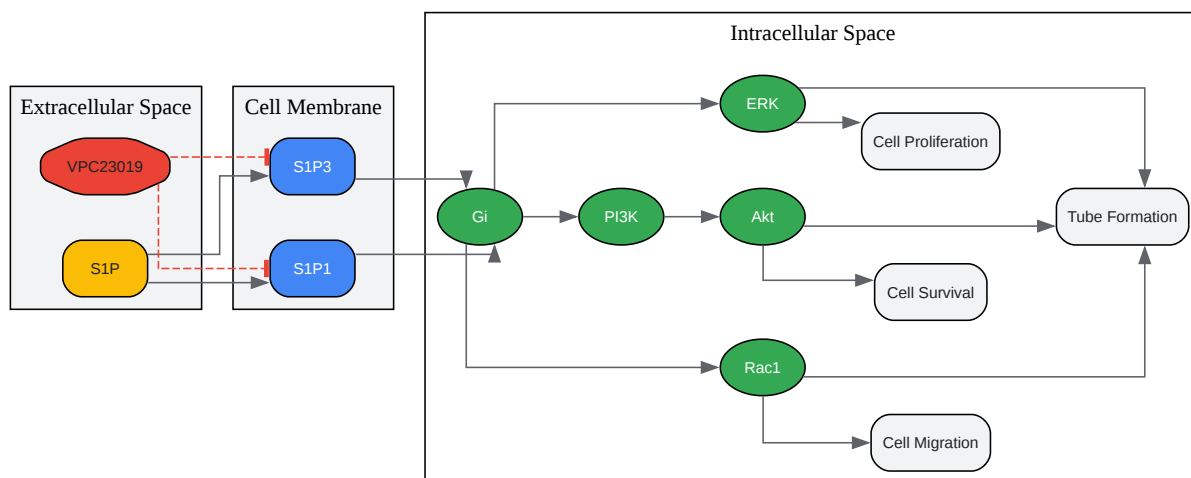 Intracellular Space
Extracellular Space
Cell Membrane
VPC23019
S1P3
S1P
S1P1
Gi
PI3K
ERK
Akt
Rac1
Cell Proliferation
Tube Formation
Cell Survival
Cell Migration